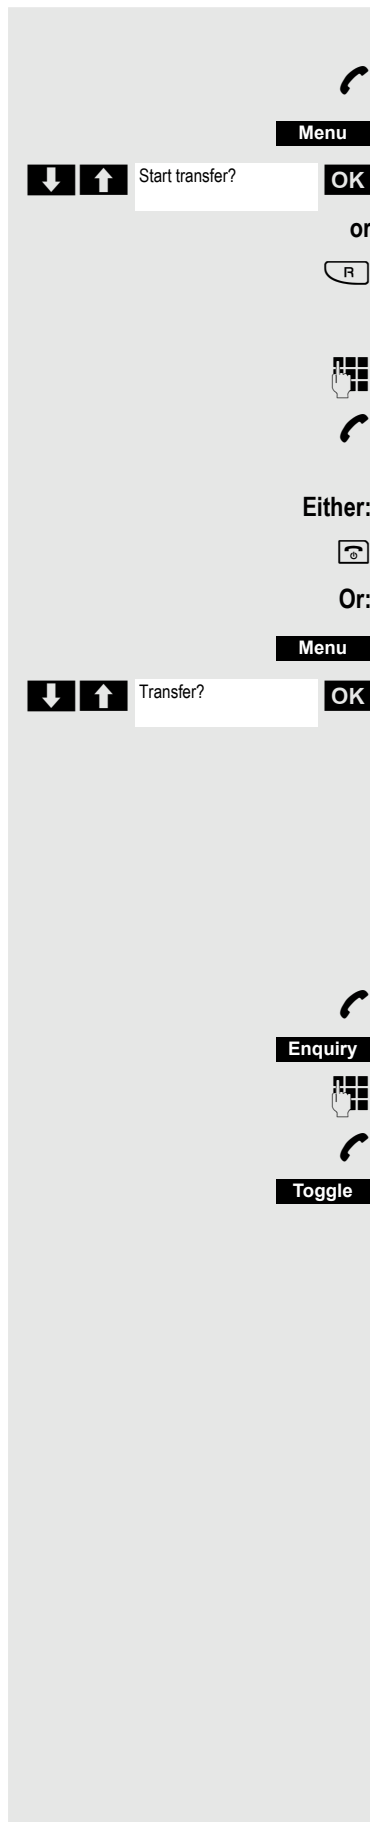 Menu
Start transfer? OK
or
R
Either:
Or:
Menu
Transfer? OK
Enquiry
Toggle